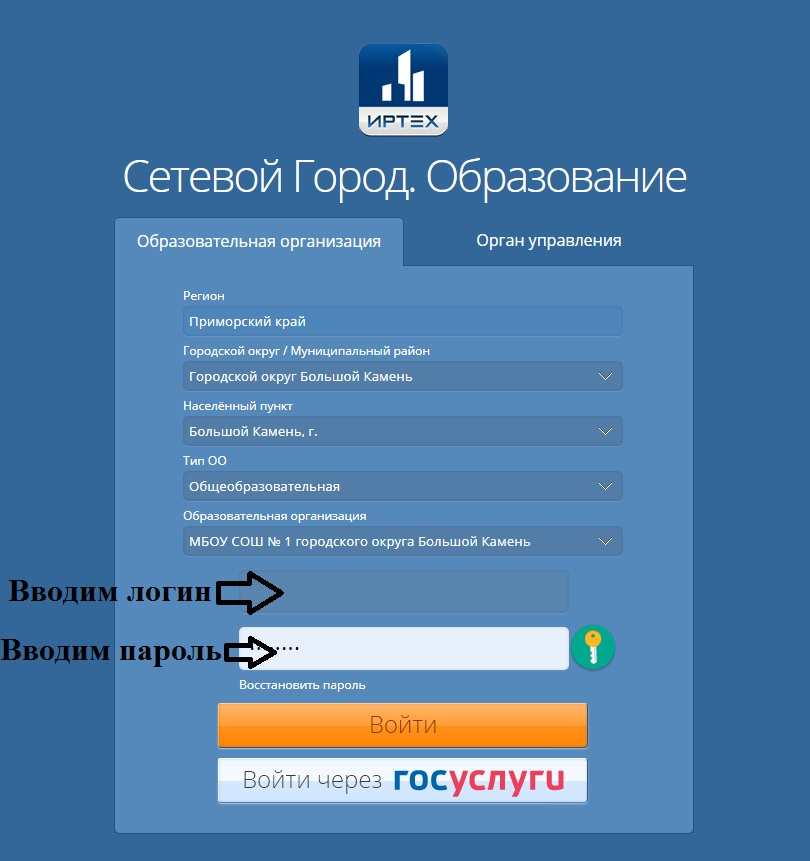 ИРТЕХ
Сетевой Город. Образование
Образовательная организация
Орган управления
Регион
Приморский край
Городской округ / Муниципальный район
Городской округ Большой Камень
Населённый пункт
Большой Камень, г.
Тип ОО
Общеобразовательная
Образовательная организация
МБОУ СОШ № 1 городского округа Большой Камень
Вводим логин
Вводим пароль
Восстановить пароль
Войти
Войти через госуслуги